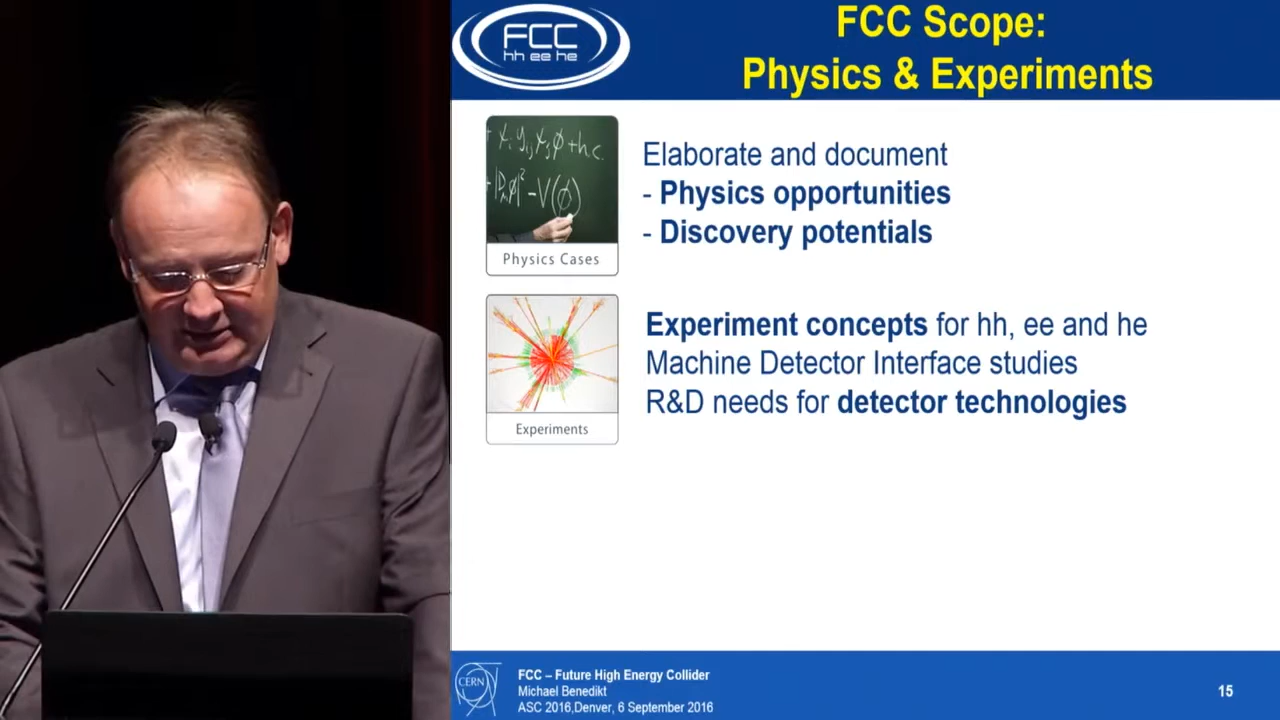 FCC
hh ee he
FCC Scope:
Physics & Experiments
Physics Cases
Elaborate and document
- Physics opportunities
- Discovery potentials
Experiments
Experiment concepts for hh, ee and he
Machine Detector Interface studies
R&D needs for detector technologies
CERN
FCC – Future High Energy Collider
Michael Benedikt
ASC 2016,Denver, 6 September 2016
15